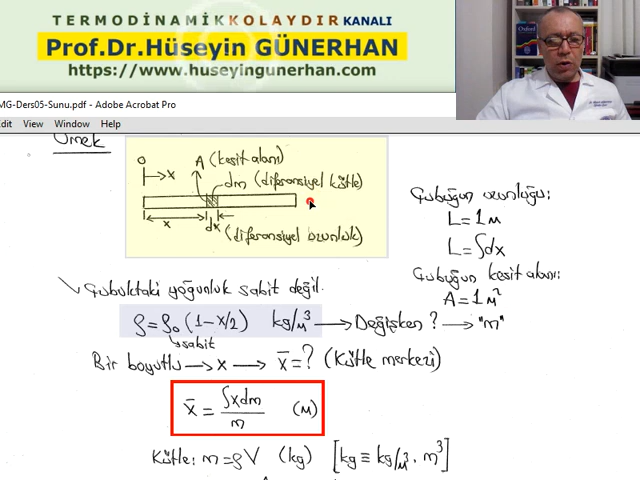 TERMODİNAMİKKOLAYDIR KANALI
Prof.Dr.Hüseyin GÜNERHAN
https://www.huseyingunerhan.com
MG-Ders05-Sunu.pdf - Adobe Acrobat Pro
dit View Window Help
Örnek
0 → x A (kesit alanı)
dm (diferansiyel kütle)
x dx (diferansiyel uzunluk)
Çubuğun uzunluğu:
L = 1 m
L = ∫dx
Çubuğun kesit alanı:
A = 1 m²
Çubuktaki yoğunluk sabit değil.
ρ = ρ₀ (1 - x/2) kg/m³ → Değişken? → "m"
sabit
Bir boyutlu → x → x̄ = ? (Kütle merkezi)
x̄ = ∫xdm / m (m)
Kütle: m = ρV (kg) [kg ≡ kg/m³ . m³]